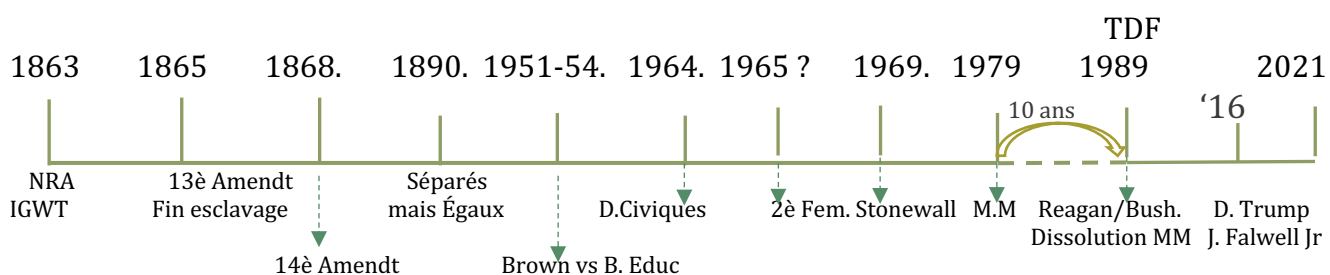 TDF
1863 1865 1868. 1890. 1951-54. 1964. 1965 ? 1969. 1979 1989 2021
10 ans ‘16
NRA 13è Amendt Séparés
IGWT Fin esclavage mais Égaux D.Civiques 2è Fem. Stonewall M.M Reagan/Bush. D. Trump
Dissolution MM J. Falwell Jr
14è Amendt Brown vs B. Educ